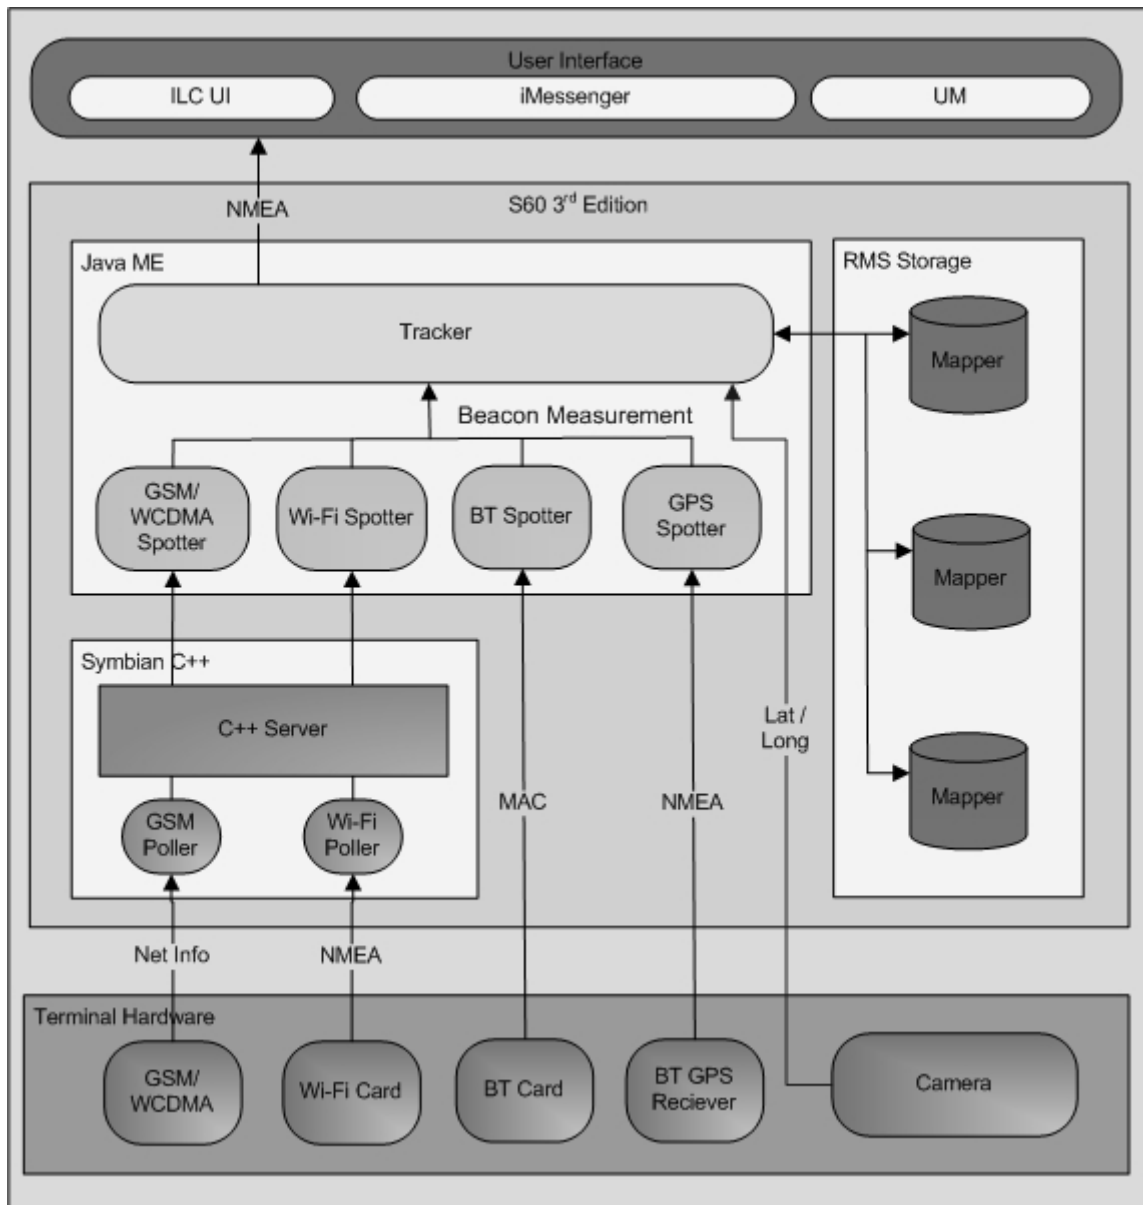 User Interface
ILC UI
iMessenger
UM
NMEA
S60 3rd Edition
Java ME
RMS Storage
Tracker
Mapper
Beacon Measurement
GSM/
WCDMA
Spotter
Wi-Fi Spotter
BT Spotter
GPS
Spotter
Mapper
Symbian C++
C++ Server
Lat /
Long
MAC
NMEA
Mapper
GSM
Poller
Wi-Fi
Poller
Net Info
NMEA
Terminal Hardware
GSM/
WCDMA
Wi-Fi Card
BT Card
BT GPS
Reciever
Camera